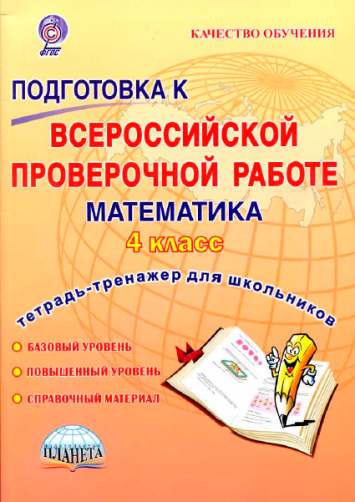 КАЧЕСТВО ОБУЧЕНИЯ
ФГОС
ПОДГОТОВКА К
ВСЕРОССИЙСКОЙ
ПРОВЕРОЧНОЙ РАБОТЕ
МАТЕМАТИКА
4 класс
тетрадь-тренажер для школьников
БАЗОВЫЙ УРОВЕНЬ
ПОВЫШЕННЫЙ УРОВЕНЬ
СПРАВОЧНЫЙ МАТЕРИАЛ
ПЛАНЕТА